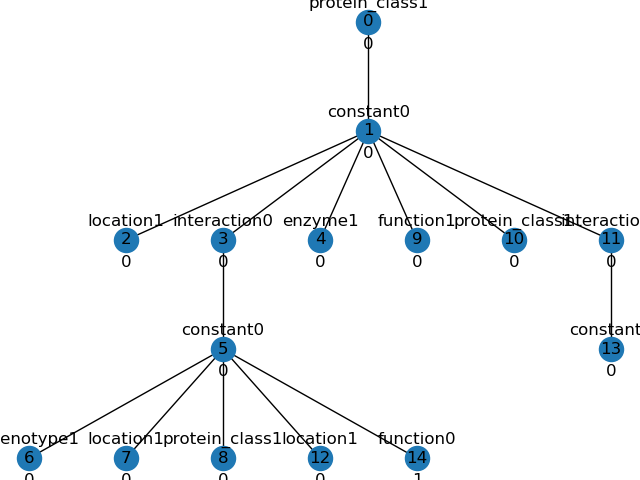 protein_class1
0
0
constant0
1
0
location1 interaction0 enzyme1 function1 protein_class1 interactio
2 3 4 9 10 11
0 0 0 0 0 0
constant0 constant
5 13
0 0
enotype1 location1 protein_class1 location1 function0
6 7 8 12 14
0 0 0 0 1